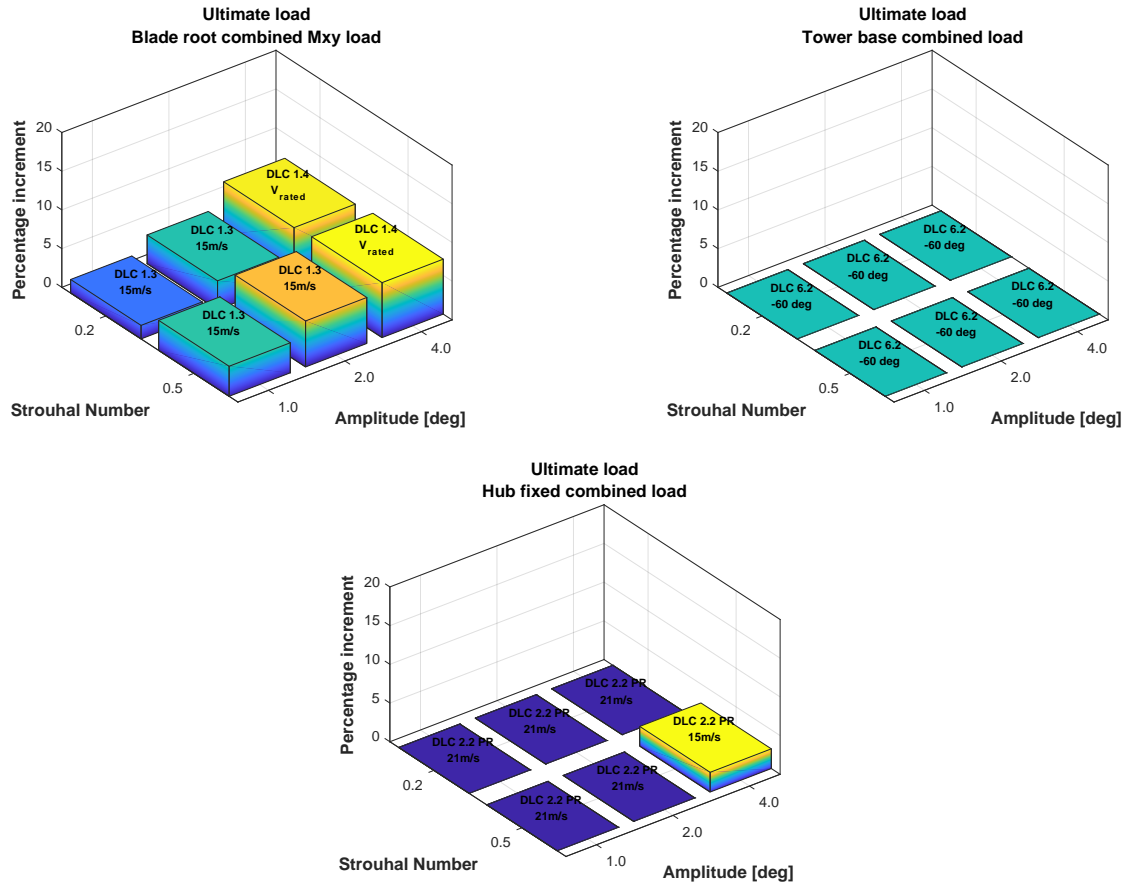 Ultimate load
Blade root combined Mxy load
Percentage increment
20
15
10
5
0
DLC 1.4
V rated
DLC 1.3
15m/s
DLC 1.4
V rated
DLC 1.3
15m/s
DLC 1.3
15m/s
DLC 1.3
15m/s
0.2
0.5
Strouhal Number
1.0
2.0
4.0
Amplitude [deg]
Ultimate load
Tower base combined load
Percentage increment
20
15
10
5
0
DLC 6.2
-60 deg
DLC 6.2
-60 deg
DLC 6.2
-60 deg
DLC 6.2
-60 deg
DLC 6.2
-60 deg
DLC 6.2
-60 deg
0.2
0.5
Strouhal Number
1.0
2.0
4.0
Amplitude [deg]
Ultimate load
Hub fixed combined load
Percentage increment
20
15
10
5
0
DLC 2.2 PR
21m/s
DLC 2.2 PR
21m/s
DLC 2.2 PR
15m/s
DLC 2.2 PR
21m/s
DLC 2.2 PR
21m/s
DLC 2.2 PR
21m/s
0.2
0.5
Strouhal Number
1.0
2.0
4.0
Amplitude [deg]